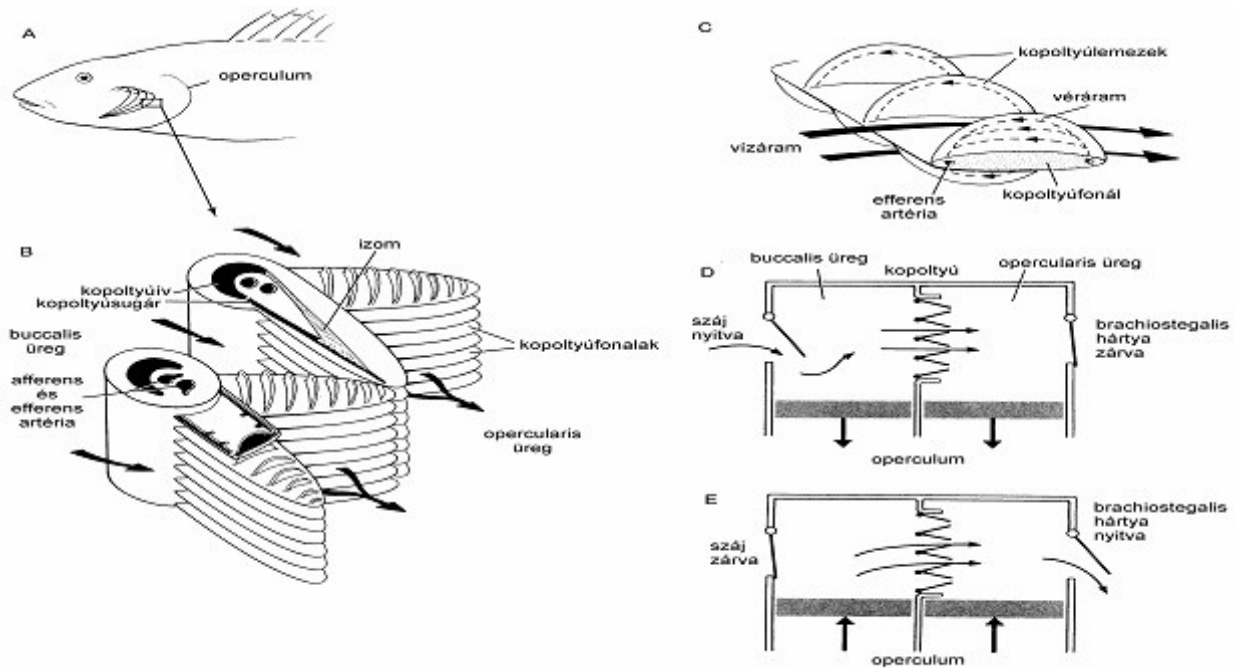 A
operculum
B
izom
kopoltyúív
kopoltyúsugár
buccalis
üreg
kopoltyúfonalak
afferens
és
efferens
artéria
opercularis
üreg
C
kopoltyúlemezek
véráram
vízáram
efferens
artéria
kopoltyúfonál
D
buccalis üreg
kopoltyú
opercularis üreg
száj
nyitva
brachiostegalis
hártya
zárva
operculum
E
száj
zárva
brachiostegalis
hártya
nyitva
operculum